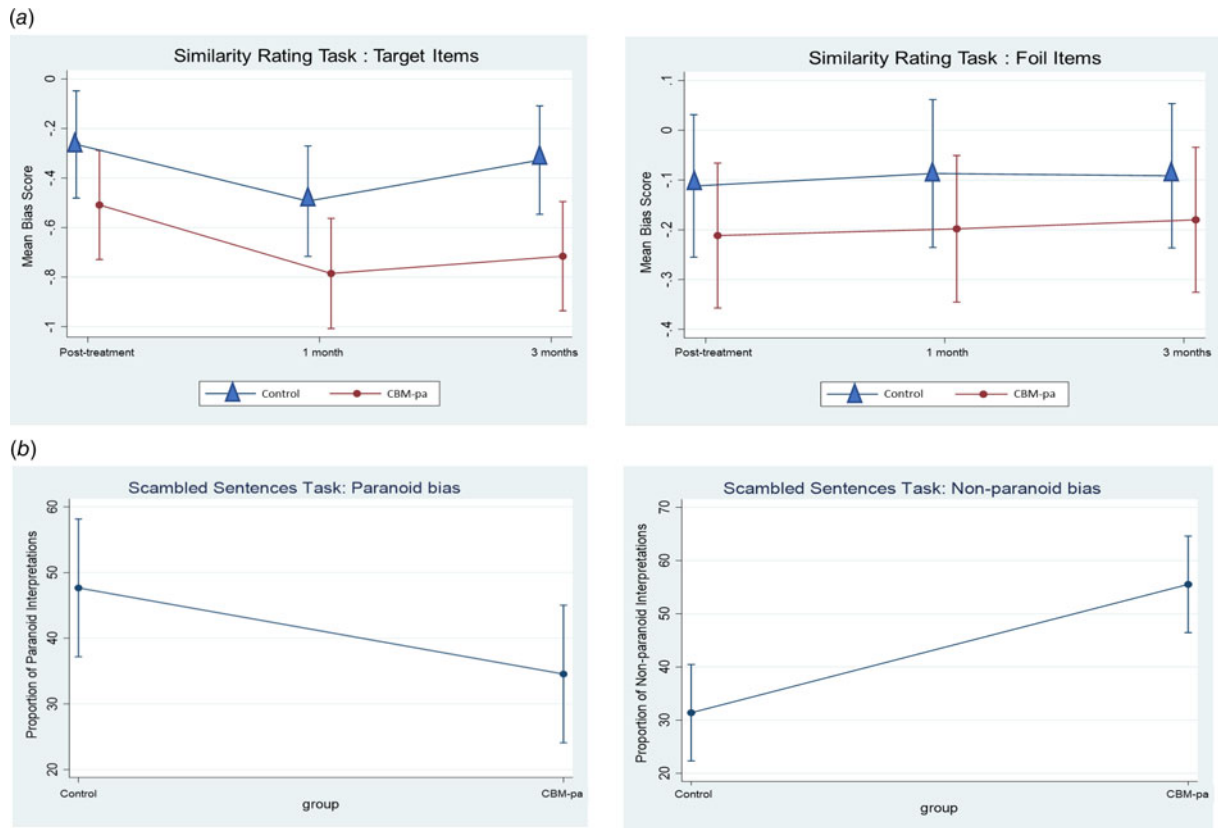 (a)
Similarity Rating Task : Target Items
Mean Bias Score
0
-.2
-.4
-.6
-.8
-1
Post-treatment
1 month
3 months
Control
CBM-pa
Similarity Rating Task : Foil Items
Mean Bias Score
.1
0
-.1
-.2
-.3
-.4
Post-treatment
1 month
3 months
Control
CBM-pa
(b)
Scambled Sentences Task: Paranoid bias
Proportion of Paranoid Interpretations
60
50
40
30
20
Control
CBM-pa
group
Scambled Sentences Task: Non-paranoid bias
Proportion of Non-paranoid Interpretations
70
60
50
40
30
20
Control
CBM-pa
group